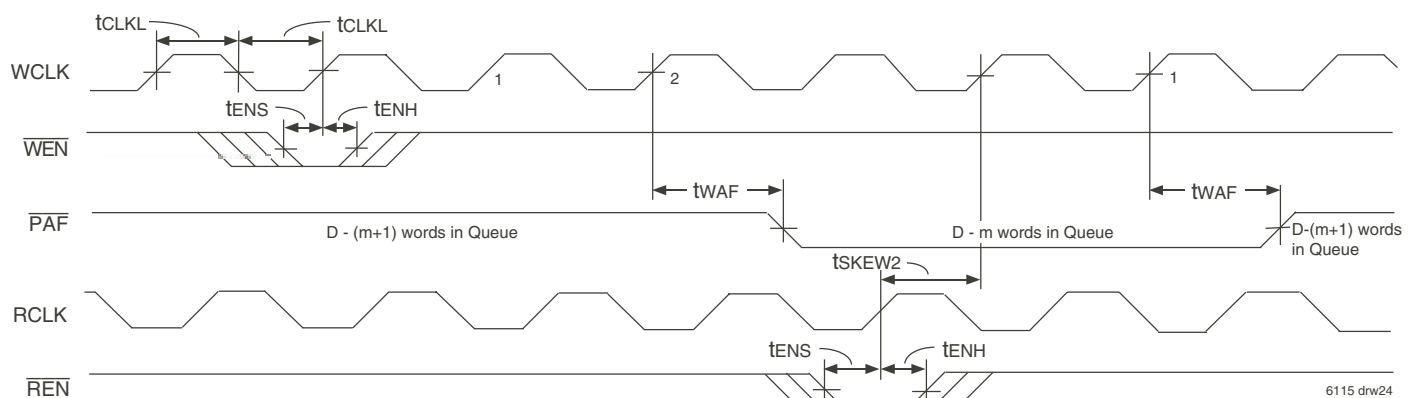 tCLKL tCLKL
WCLK 1 2 1
tENS tENH
WEN
tWAF tWAF
PAF
D - (m+1) words in Queue
D - m words in Queue
D-(m+1) words
in Queue
tSKEW2
RCLK
tENS tENH
REN
6115 drw24